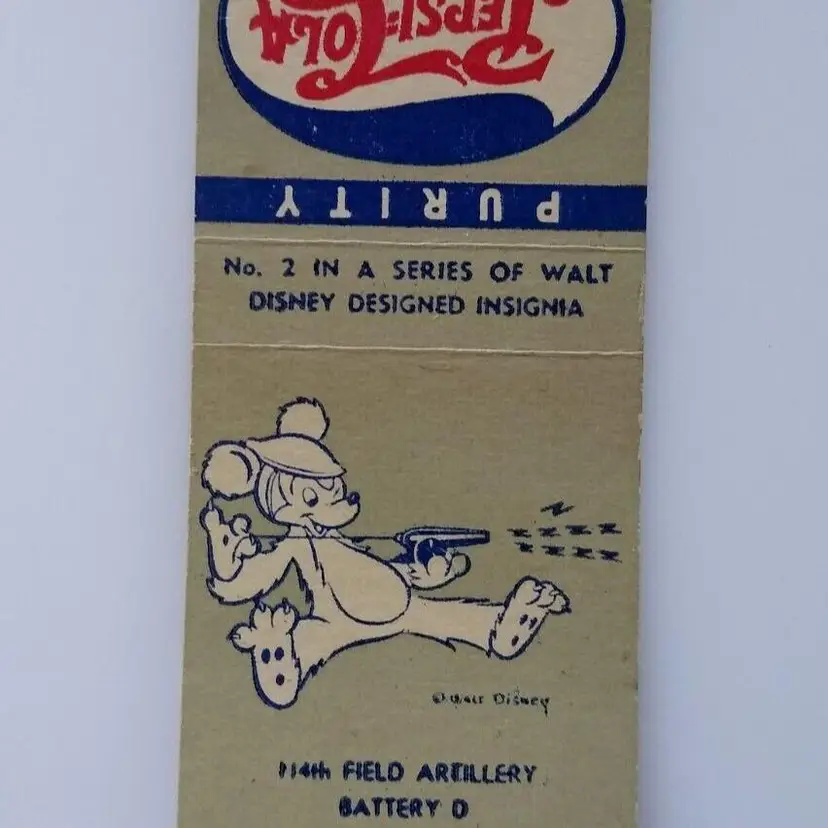 PEPSI=COLA
PURITY
No. 2 IN A SERIES OF WALT
DISNEY DESIGNED INSIGNIA
© WALT DISNEY
114th FIELD ARTILLERY
BATTERY D